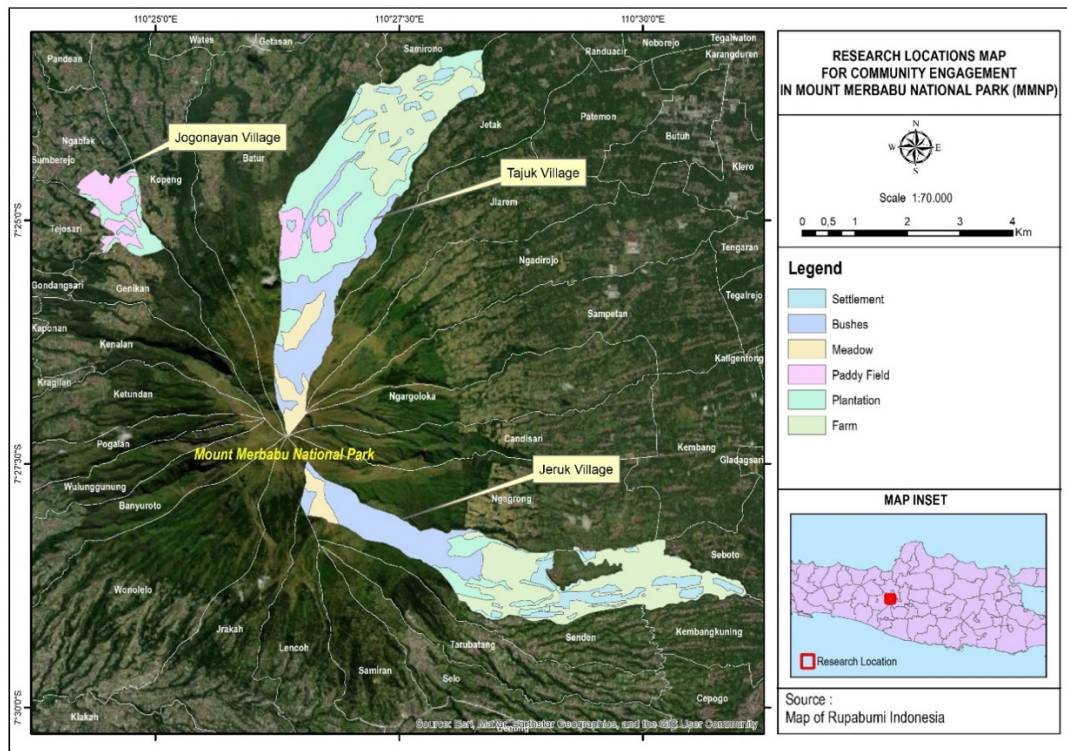 110°25'0"E
110°27'30"E
110°30'0"E
7°25'0"S
7°27'30"S
7°30'0"S
Pandean
Wates
Getasan
Samirono
Randuacir
Noborejo
Tegalwaton
Karangduren
Ngablak
Sumberejo
Jogonayan Village
Kopeng
Batur
Jetak
Patemon
Butuh
Klero
Tajuk Village
Jlarem
Tejosari
Tengaran
Gondangsari
Genikan
Ngadirojo
Tegalrejo
Kaponan
Kenalan
Sampetan
Kaligentong
Kragilan
Ketundan
Ngargoloka
Pogalan
Candisari
Kembang
Gladagsari
Mount Merbabu National Park
Jeruk Village
Wulunggunung
Banyuroto
Ngagrong
Seboto
Wonolelo
Jrakah
Lencoh
Samiran
Selo
Tarubatang
Senden
Kembangkuning
Cepogo
Klakah
Source: Esri, Maxar, Earthstar Geographics, and the GIS User Community
RESEARCH LOCATIONS MAP
FOR COMMUNITY ENGAGEMENT
IN MOUNT MERBABU NATIONAL PARK (MMNP)
N
W E
S
Scale 1:70.000
0 0,5 1 2 3 4
Km
Legend
Settlement
Bushes
Meadow
Paddy Field
Plantation
Farm
MAP INSET
Research Location
Source :
Map of Rupabumi Indonesia